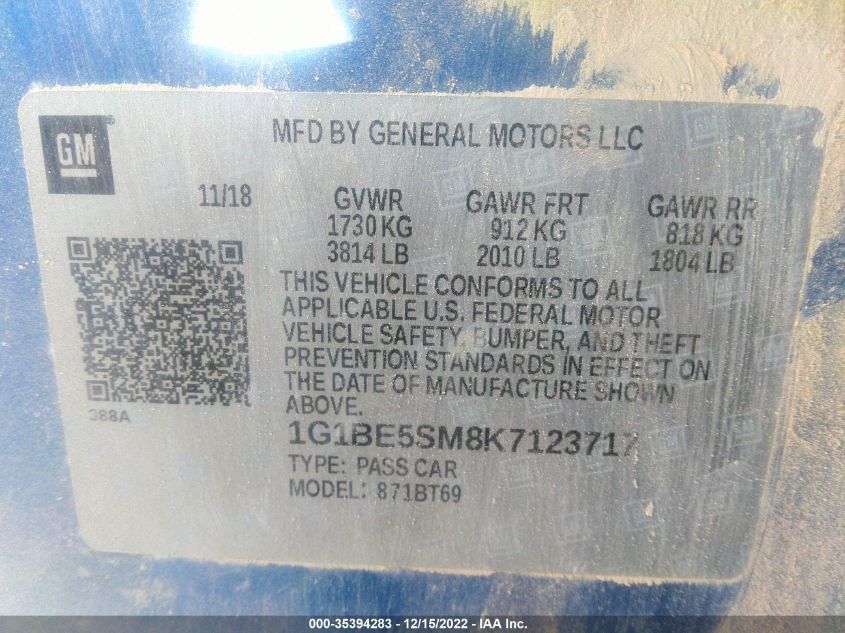 GM®
MFD BY GENERAL MOTORS LLC
11/18 GVWR GAWR FRT GAWR RR
1730 KG 912 KG 818 KG
3814 LB 2010 LB 1804 LB
THIS VEHICLE CONFORMS TO ALL
APPLICABLE U.S. FEDERAL MOTOR
VEHICLE SAFETY, BUMPER, AND THEFT
PREVENTION STANDARDS IN EFFECT ON
THE DATE OF MANUFACTURE SHOWN
ABOVE.
388A
1G1BE5SM8K7123717
TYPE: PASS CAR
MODEL: 871BT69
000-35394283 - 12/15/2022 - IQ7K7Inc.